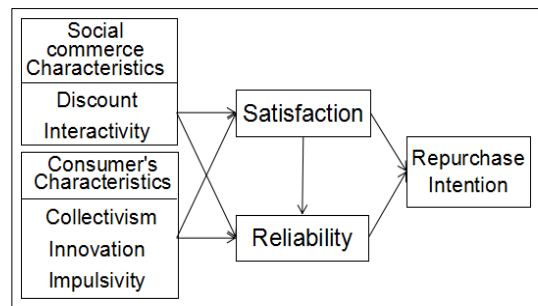 Social
commerce
Characteristics
Discount
Interactivity
Consumer's
Characteristics
Collectivism
Innovation
Impulsivity
Satisfaction
Reliability
Repurchase
Intention